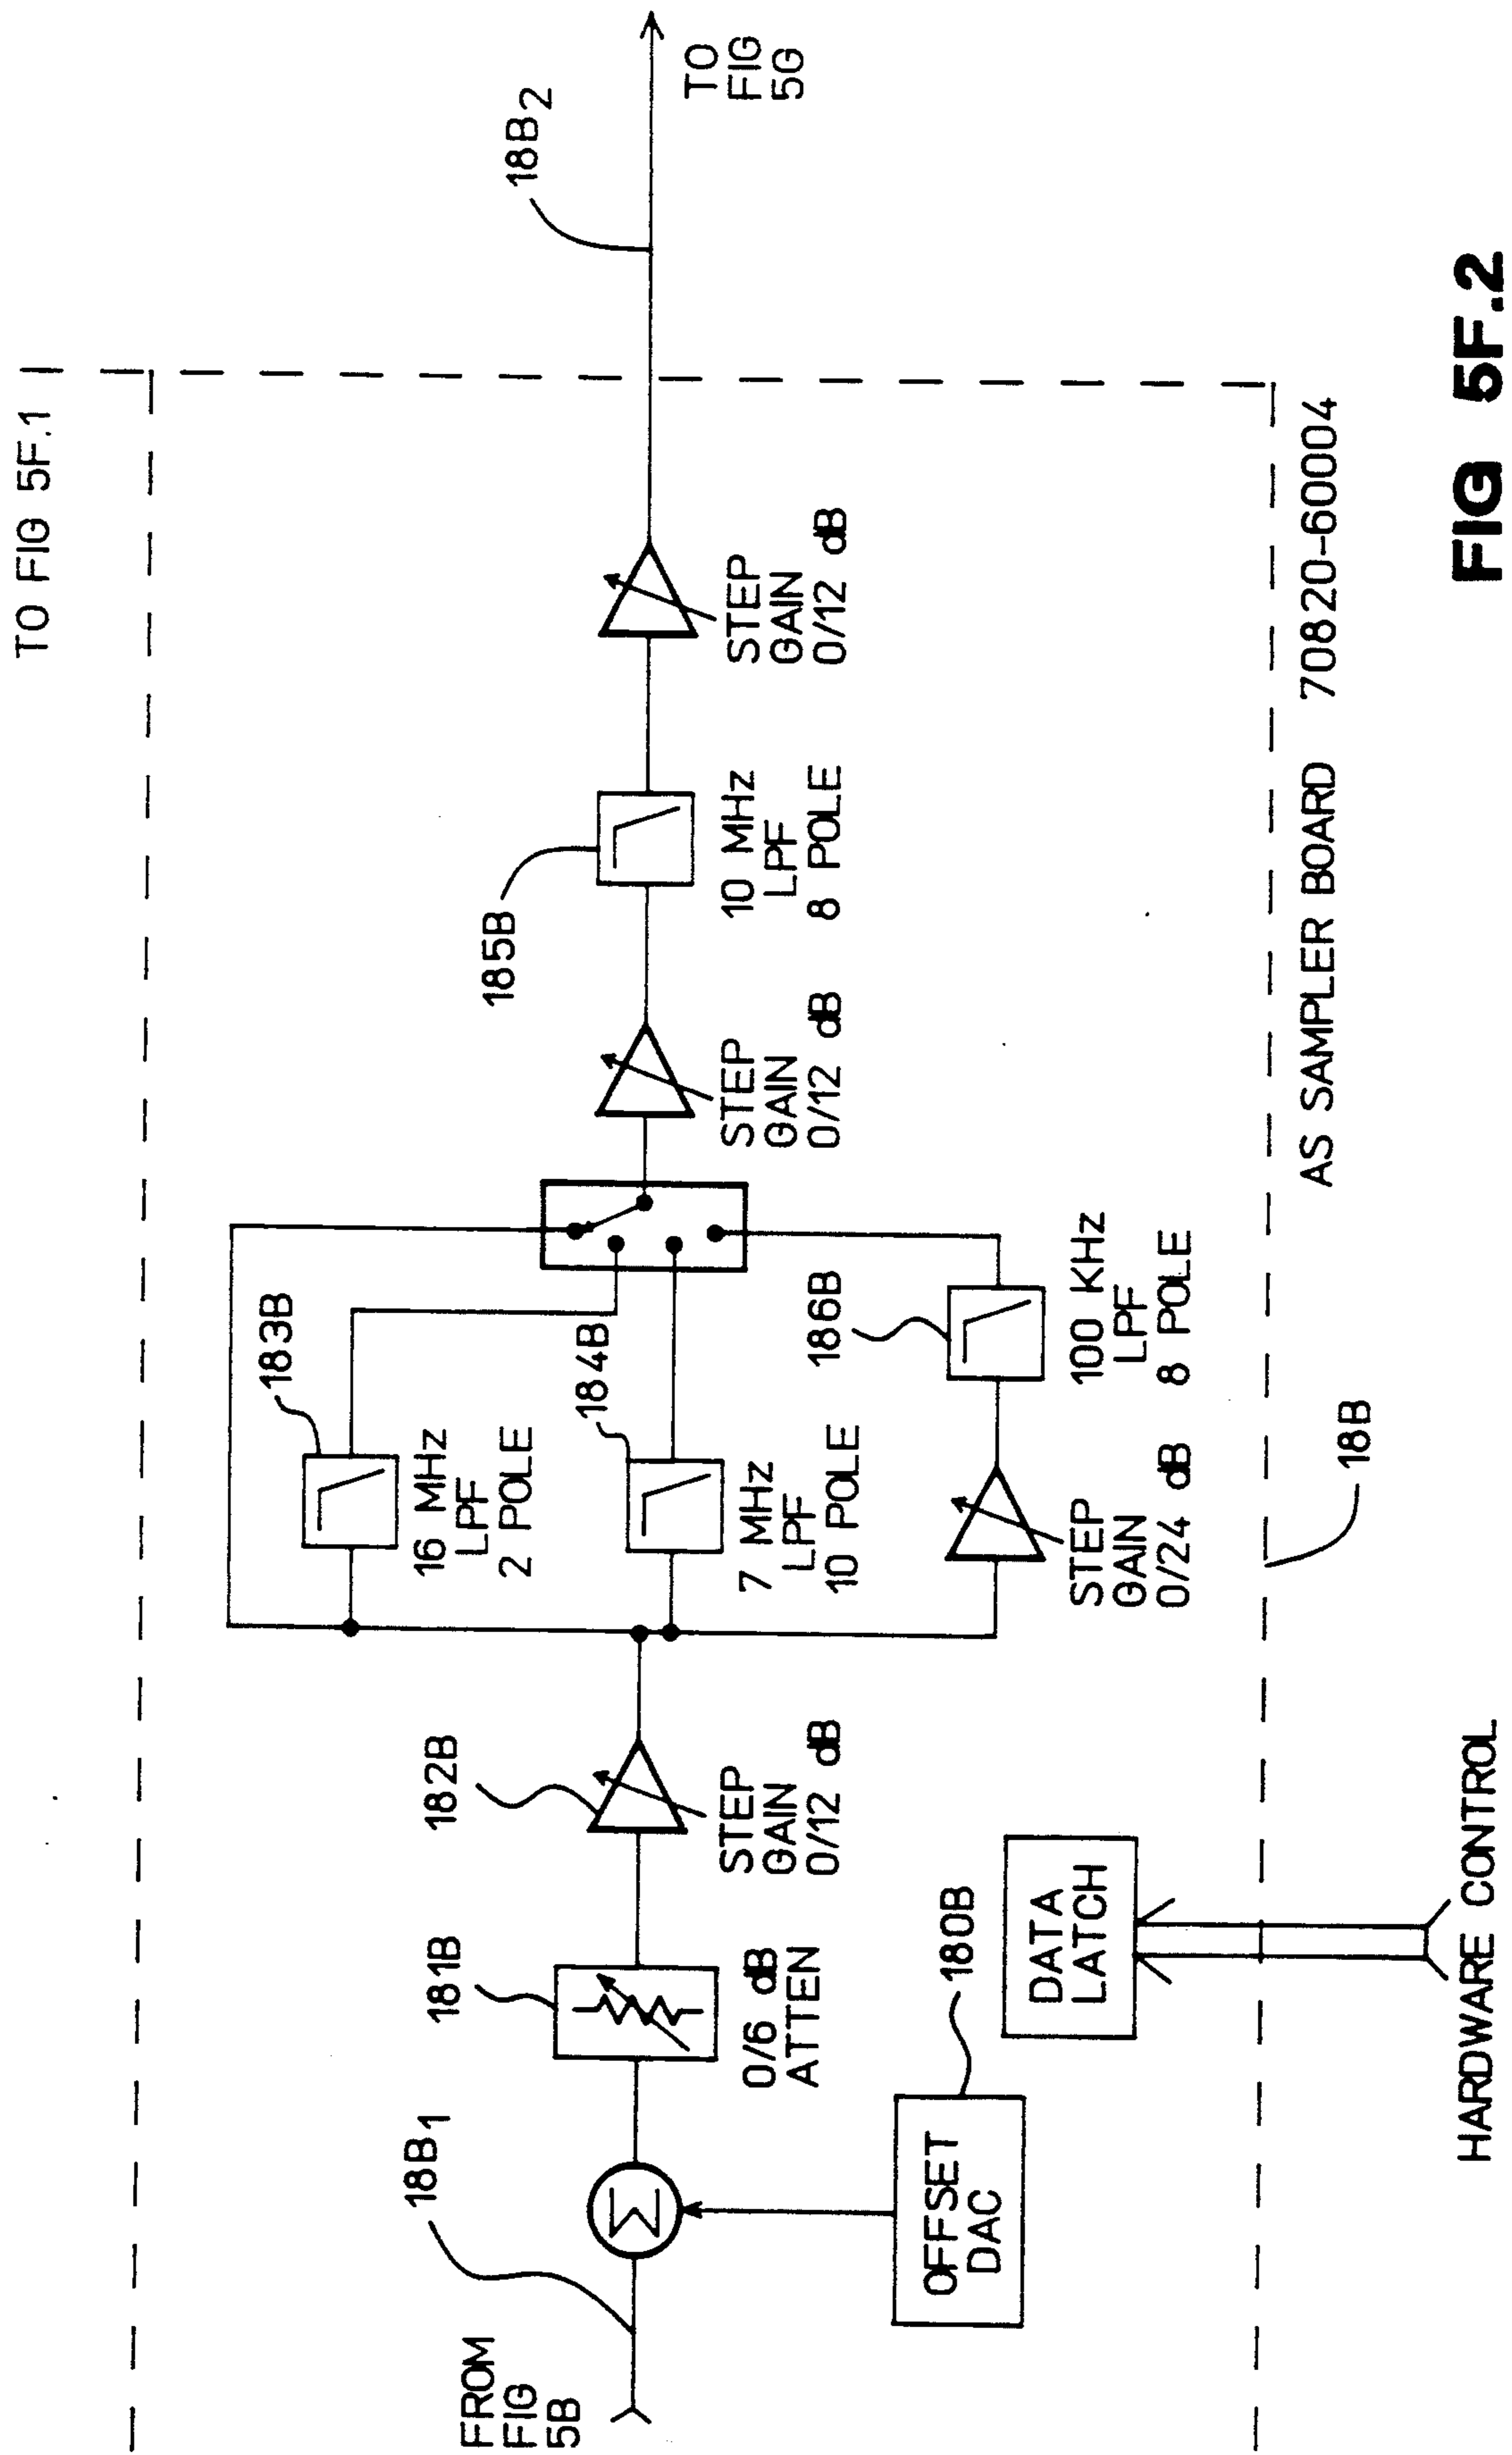 TO FIG 5F.1
FROM
FIG
5B
18B1
OFFSET
DAC
180B
181B
0/6 dB
ATTEN
182B
STEP
GAIN
0/12 dB
DATA
LATCH
HARDWARE CONTROL
183B
16 MHz
LPF
2 POLE
184B
7 MHz
LPF
10 POLE
STEP
GAIN
0/24 dB
186B
100 KHz
LPF
8 POLE
18B
STEP
GAIN
0/12 dB
185B
10 MHz
LPF
8 POLE
STEP
GAIN
0/12 dB
18B2
TO
FIG
5G
AS SAMPLER BOARD 70820-60004
FIG 5F.2